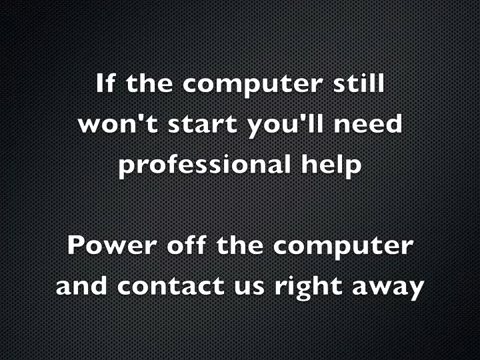 If the computer still
won't start you'll need
professional help
Power off the computer
and contact us right away